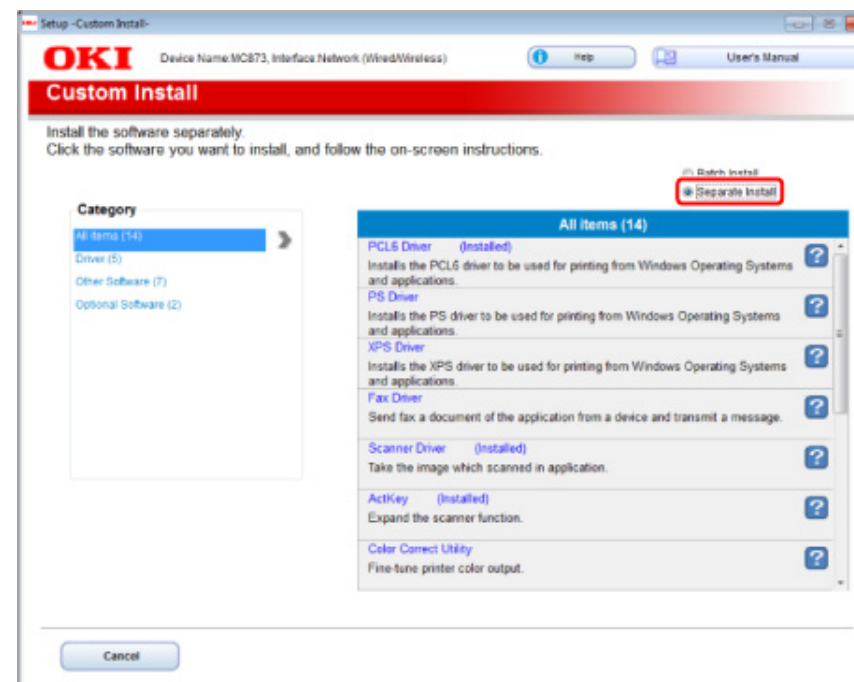 Setup -Custom Install-
OKI
Device Name:MC873, Interface:Network (Wired/Wireless)
Help
User's Manual
Custom Install
Install the software separately.
Click the software you want to install, and follow the on-screen instructions.
Batch Install
Separate Install
Category
All items (14)
Driver (5)
Other Software (7)
Optional Software (2)
All items (14)
PCL6 Driver (Installed)
Installs the PCL6 driver to be used for printing from Windows Operating Systems
and applications.
PS Driver
Installs the PS driver to be used for printing from Windows Operating Systems
and applications.
XPS Driver
Installs the XPS driver to be used for printing from Windows Operating Systems
and applications.
Fax Driver
Send fax a document of the application from a device and transmit a message.
Scanner Driver (Installed)
Take the image which scanned in application.
ActKey (Installed)
Expand the scanner function.
Color Correct Utility
Fine-tune printer color output.
Cancel